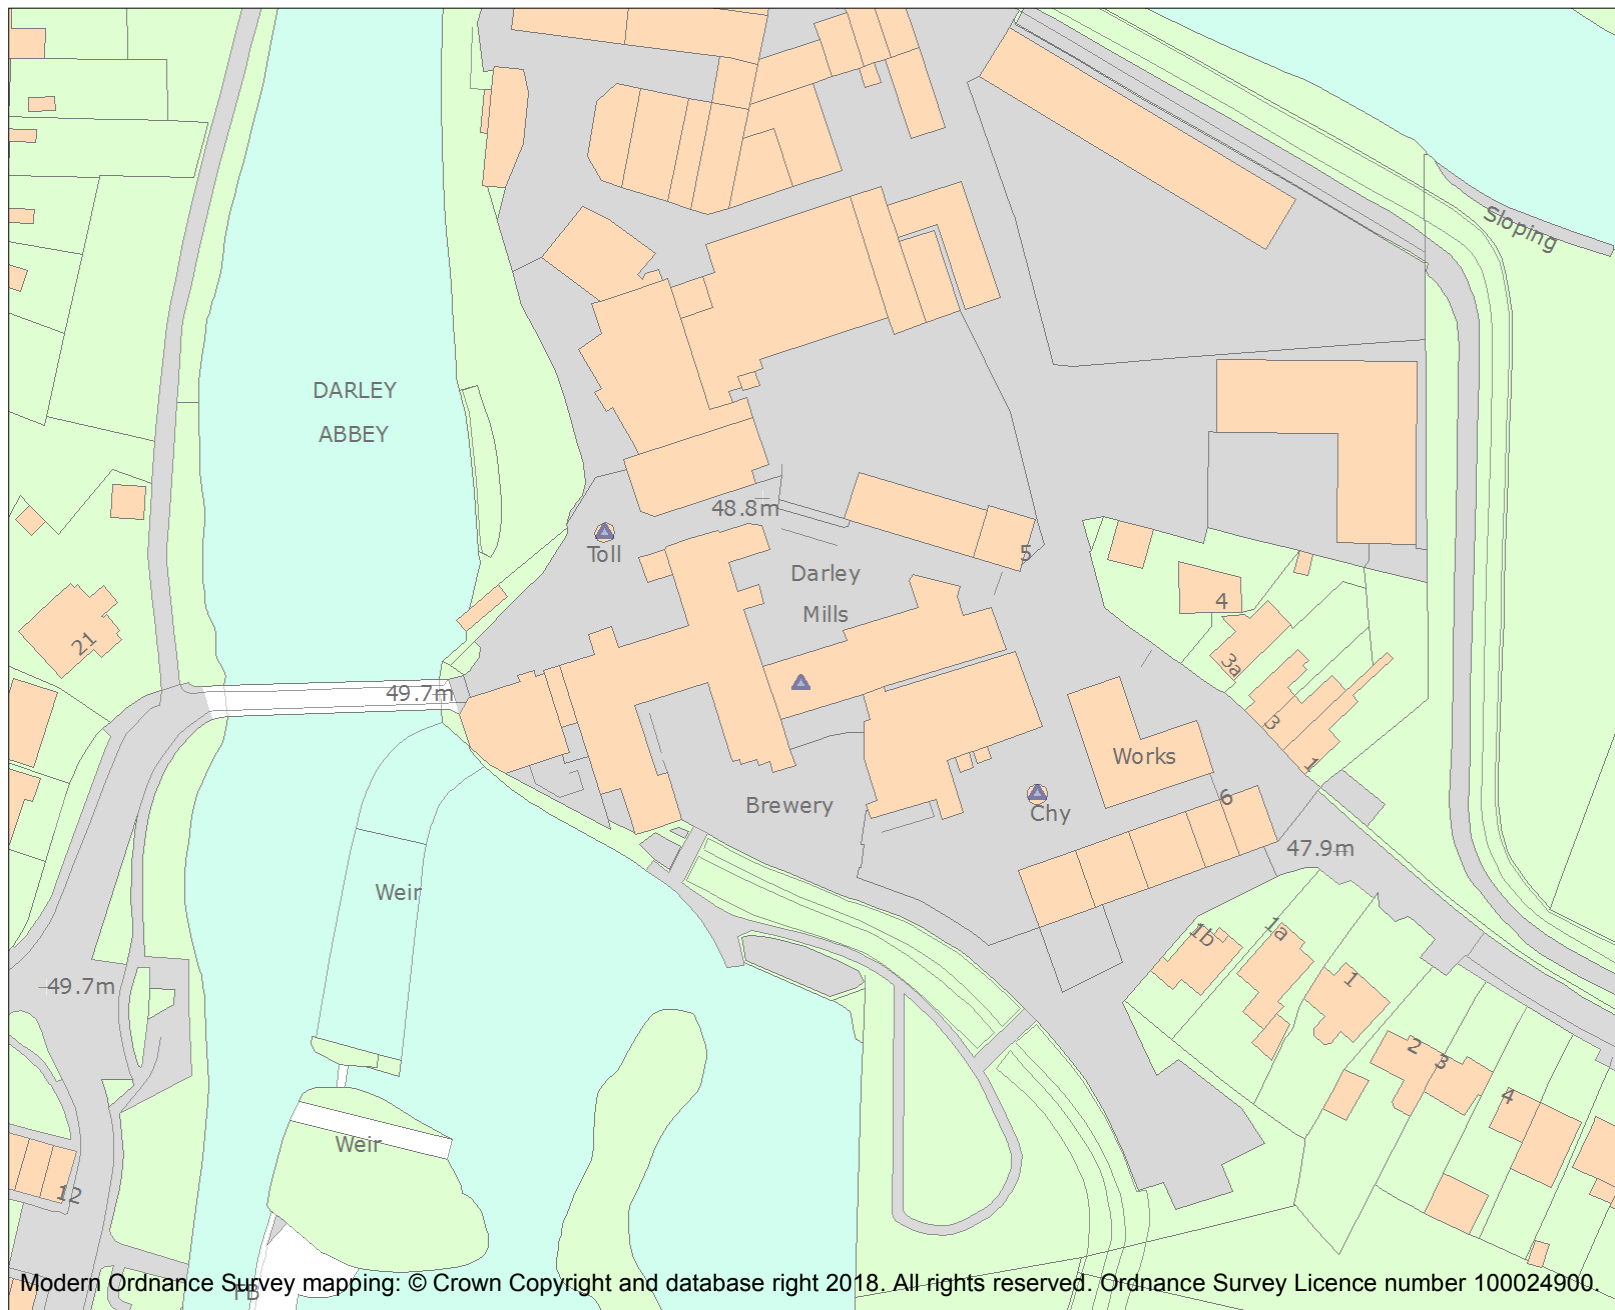 Sloping
DARLEY
ABBEY
48.8m
Toll
5
Darley
Mills
4
21
3a
49.7m
3
Works
1
6
Brewery
Chy
47.9m
Weir
1b
1a
1
49.7m
2
3
4
Weir
12
FB
Modern Ordnance Survey mapping: © Crown Copyright and database right 2018. All rights reserved. Ordnance Survey Licence number 100024900.